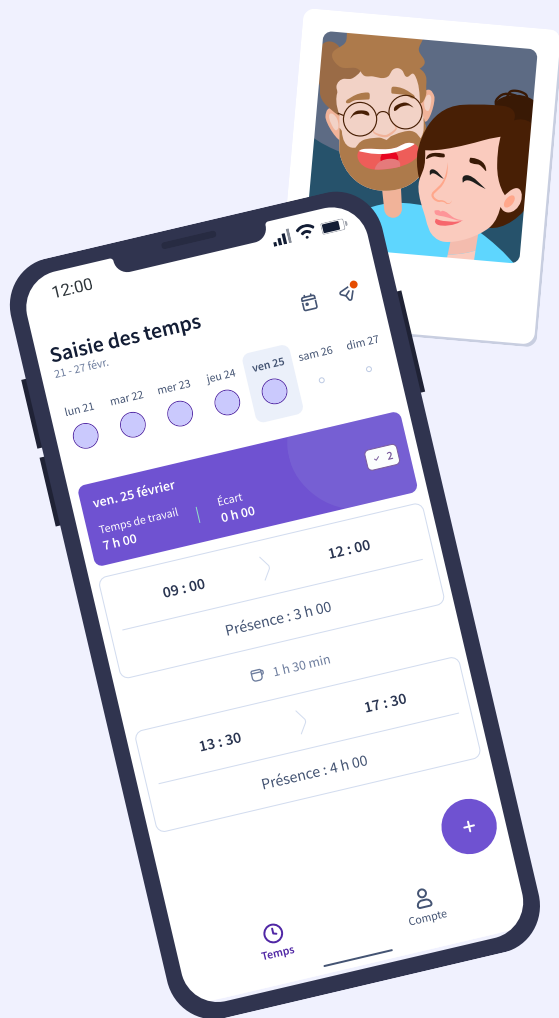 12:00
Saisie des temps
21 - 27 févr.
lun 21 mar 22 mer 23 jeu 24 ven 25 sam 26 dim 27
ven. 25 février
2
Temps de travail Écart
7 h 00 0 h 00
09 : 00 12 : 00
Présence : 3 h 00
1 h 30 min
13 : 30 17 : 30
Présence : 4 h 00
+
Temps Compte